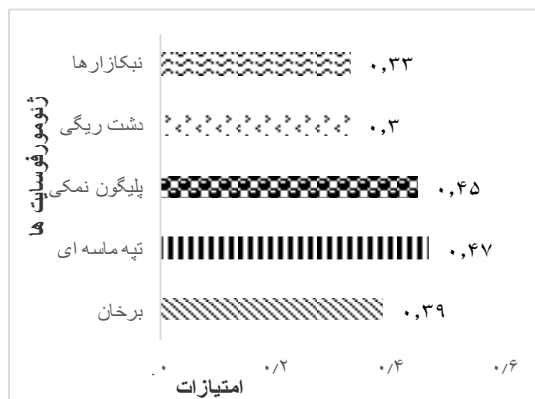 ژئومورفوسایت ها
نبکازارها ۰,۳۳
دشت ریگی ۰,۳
پلیگون نمکی ۰,۴۵
تپه ماسه ای ۰,۴۷
برخان ۰,۳۹
۰ ۰/۲ ۰/۴ ۰/۶
امتیازات